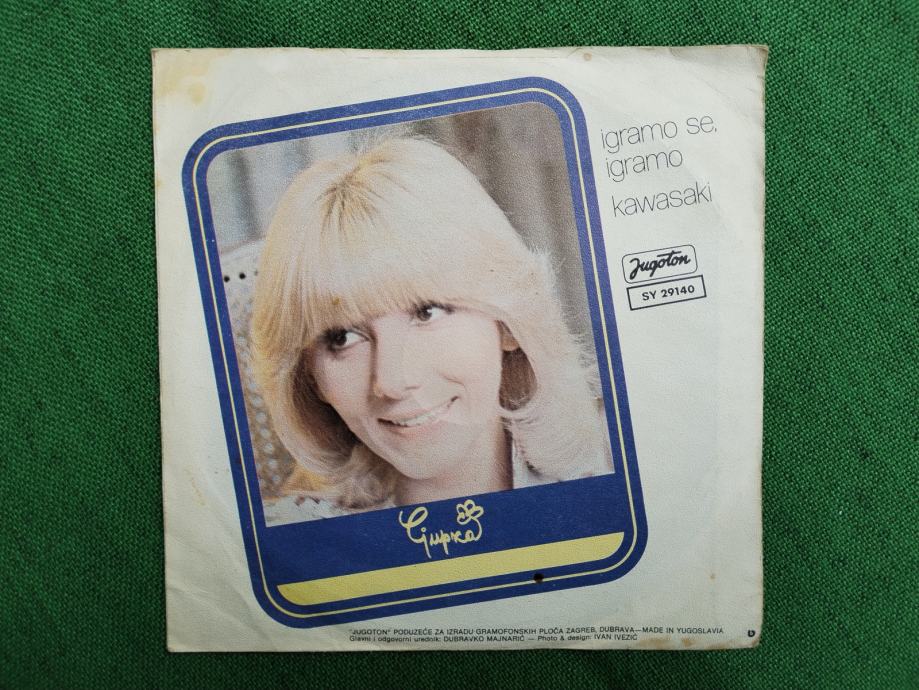 igramo se,
igramo
kawasaki
Jugoton
SY 29140
Ljupka
"JUGOTON" PODUZEĆE ZA IZRADU GRAMOFONSKIH PLOČA ZAGREB, DUBRAVA—MADE IN YUGOSLAVIA
Glavni i odgovorni urednik: DUBRAVKO MAJNARIĆ — Photo & design: IVAN IVEZIĆ